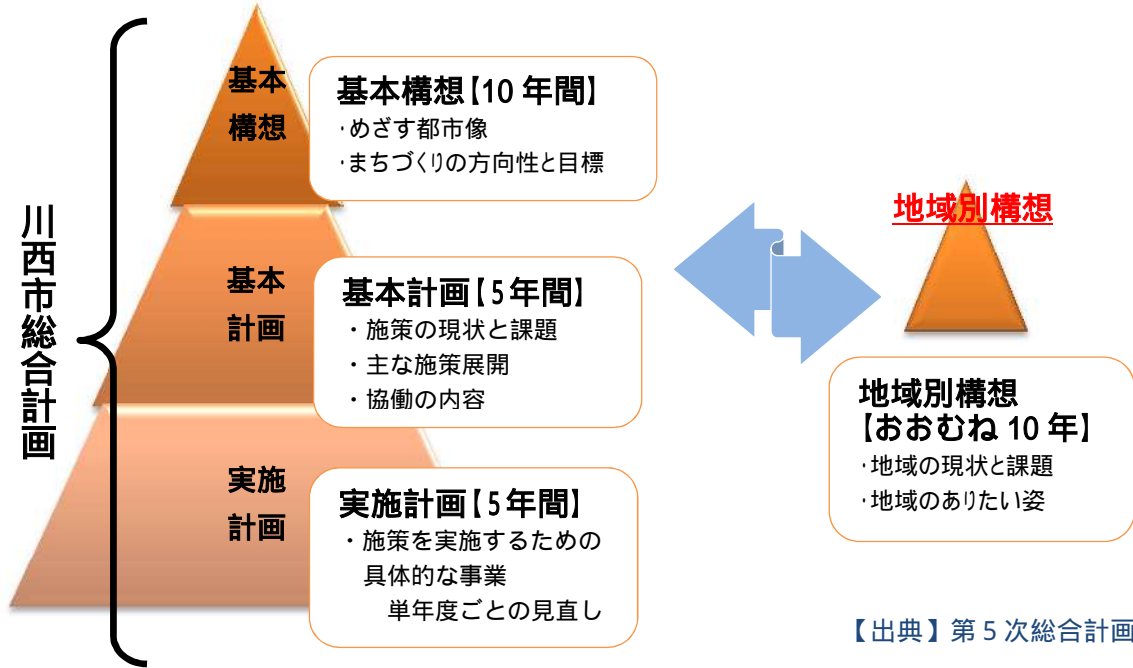 川西市総合計画
基本
構想
基本構想【10年間】
・めざす都市像
・まちづくりの方向性と目標
基本
計画
基本計画【5年間】
・施策の現状と課題
・主な施策展開
・協働の内容
実施
計画
実施計画【5年間】
・施策を実施するための
具体的な事業
単年度ごとの見直し
地域別構想
地域別構想
【おおむね10年】
・地域の現状と課題
・地域のありたい姿
【出典】第5次総合計画